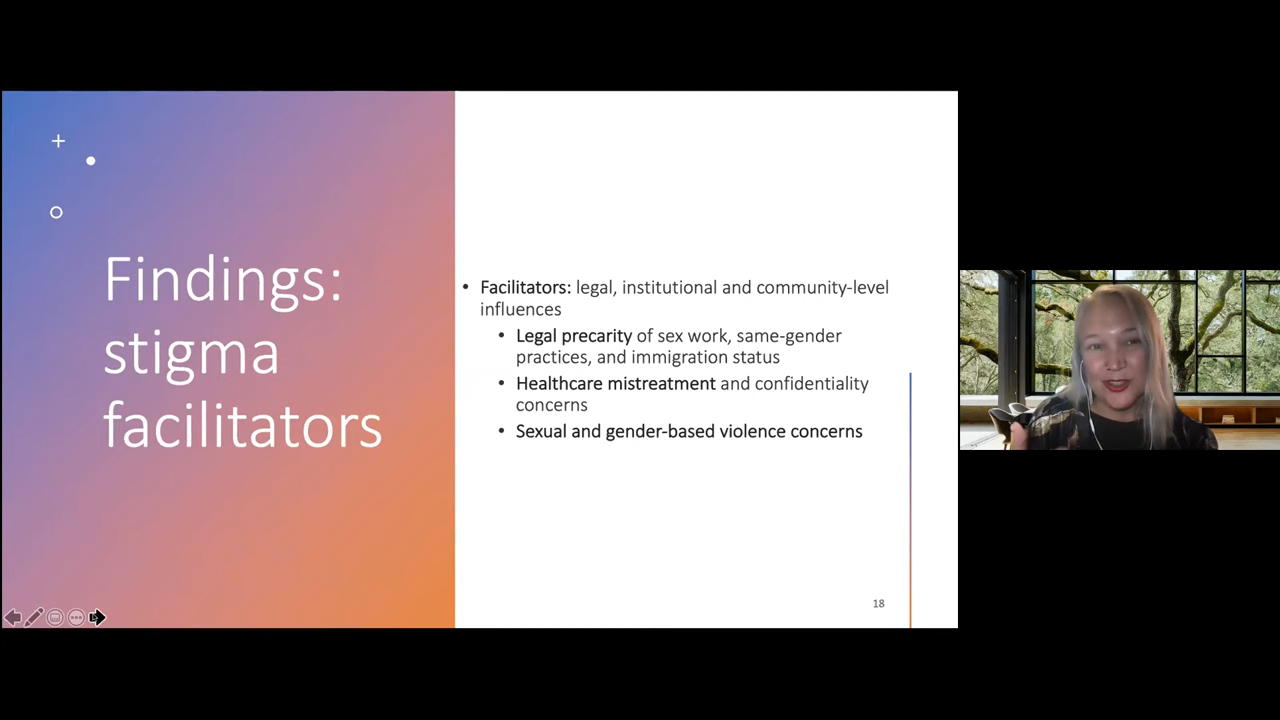 Findings:
stigma
facilitators
• Facilitators: legal, institutional and community-level
influences
• Legal precarity of sex work, same-gender
practices, and immigration status
• Healthcare mistreatment and confidentiality
concerns
• Sexual and gender-based violence concerns
18